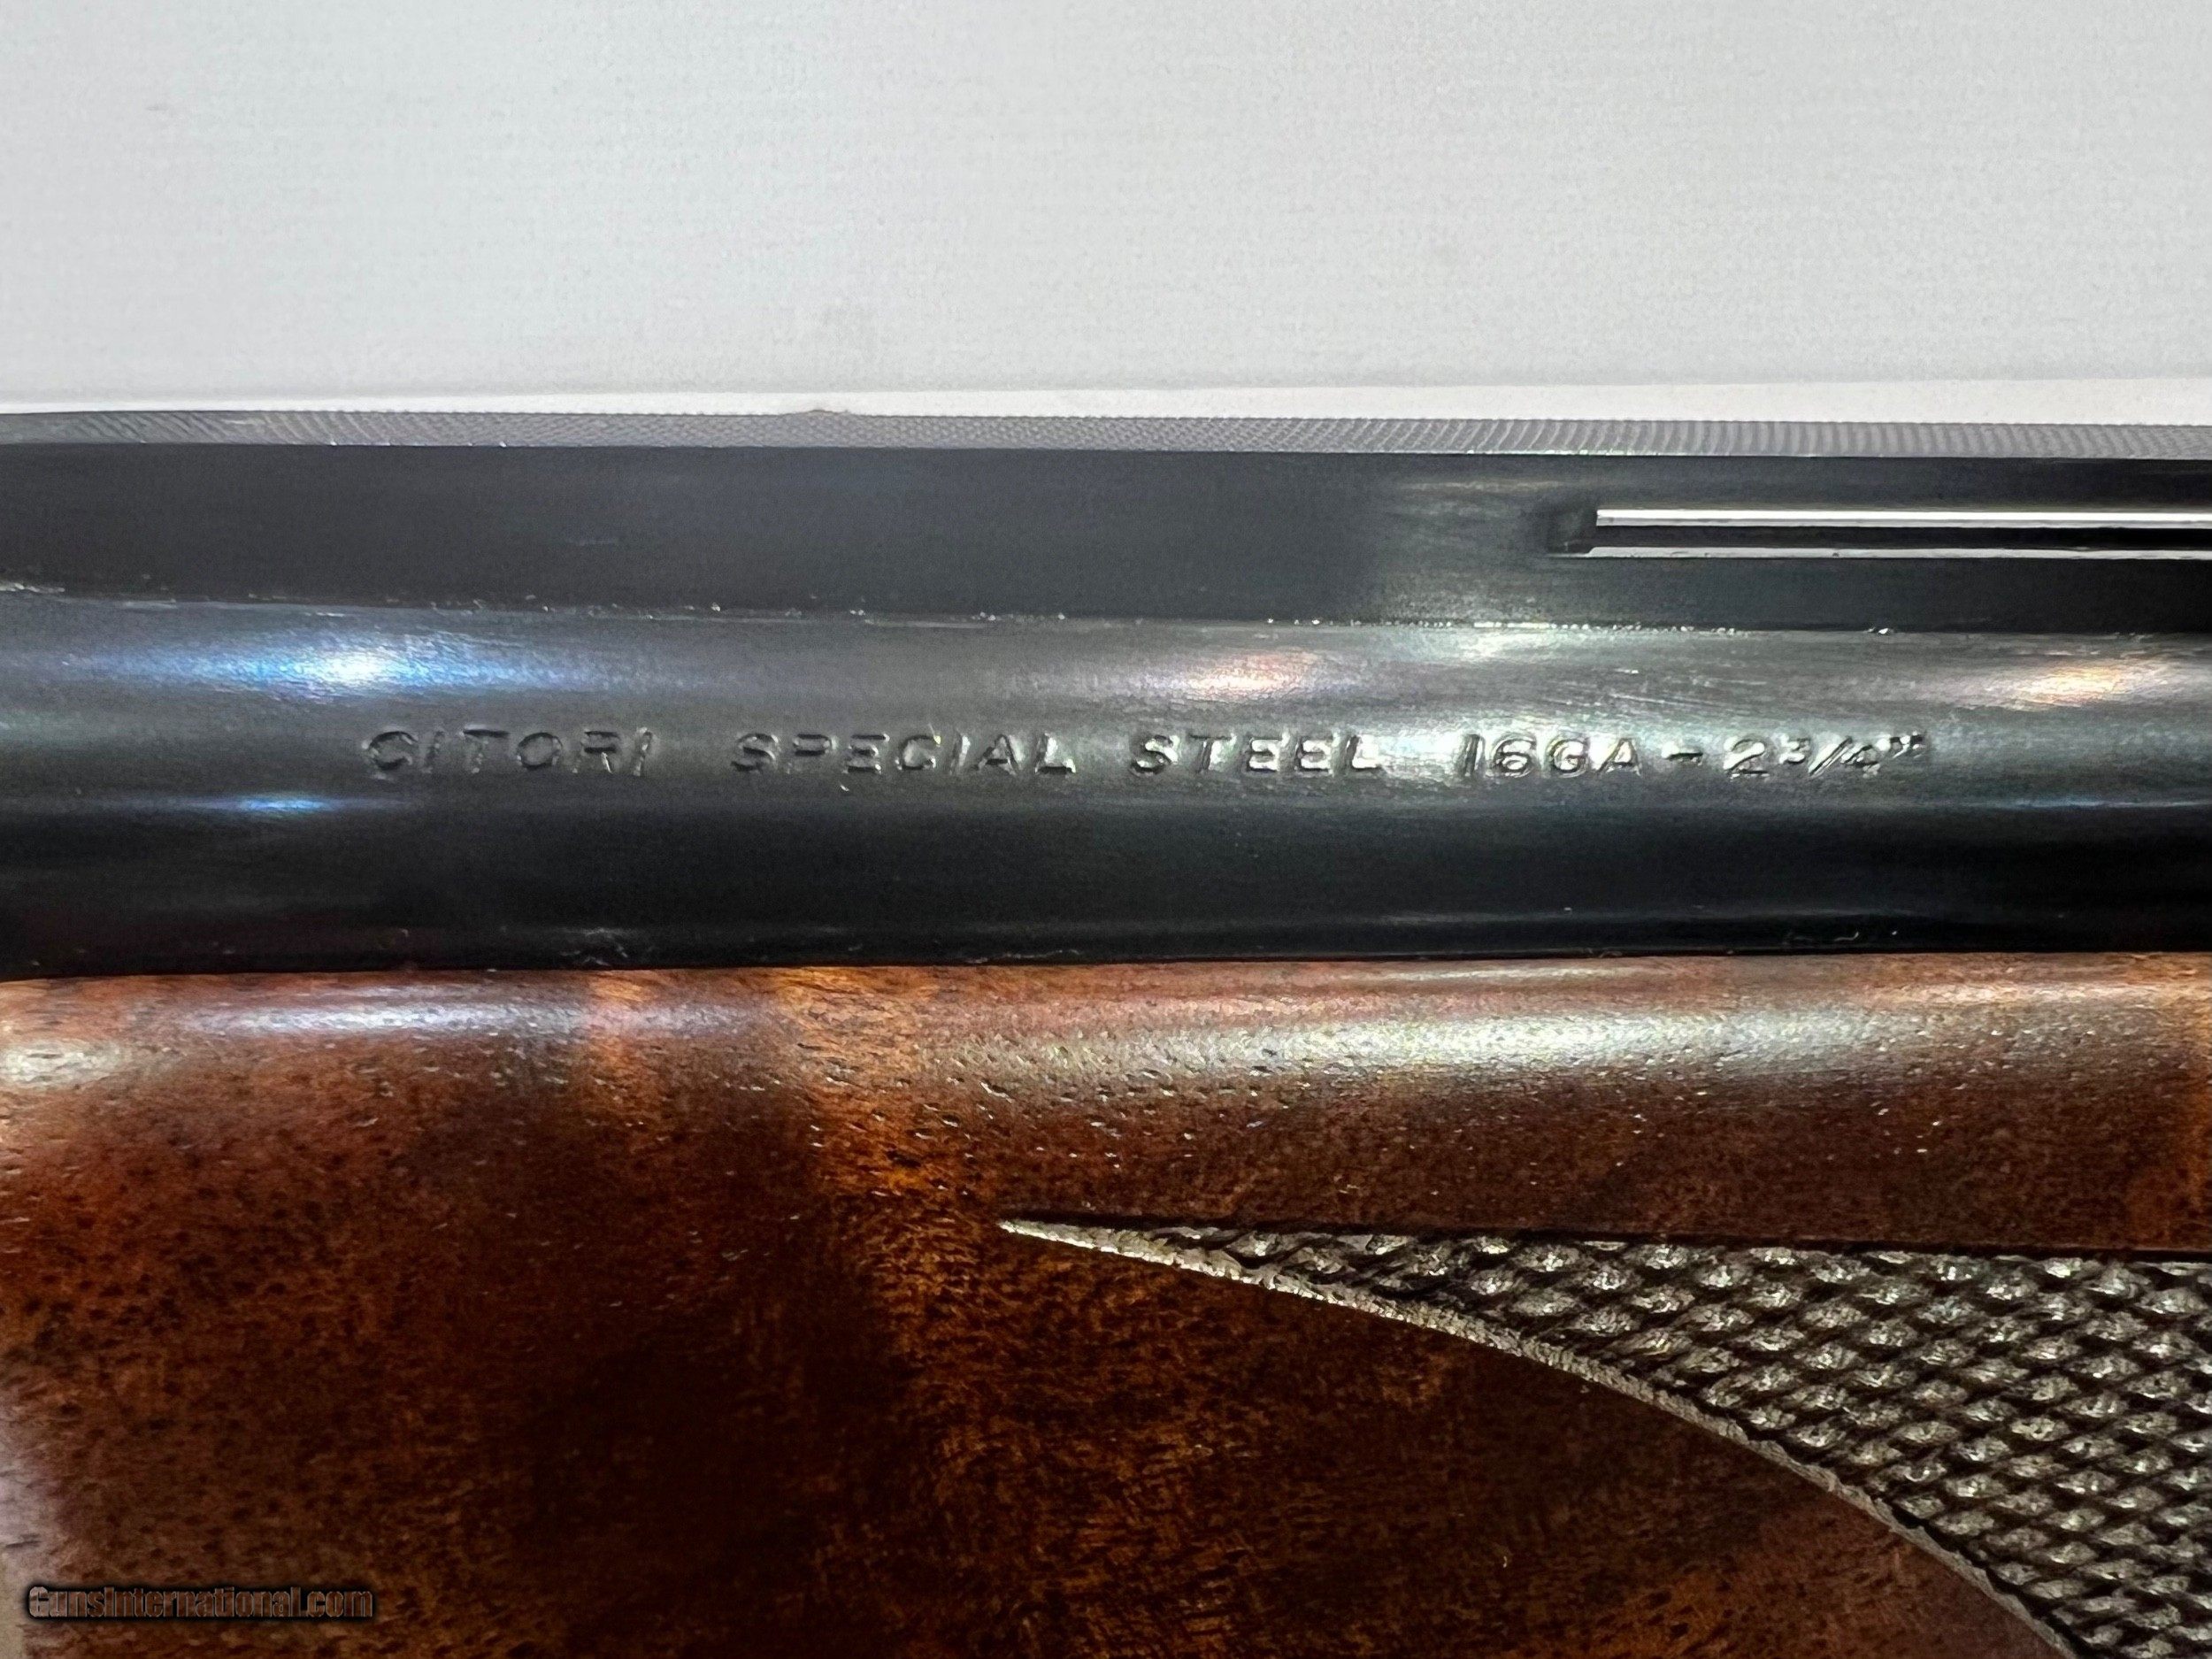 CITORI SPECIAL STEEL 16GA-2¾"
GunsInternational.com